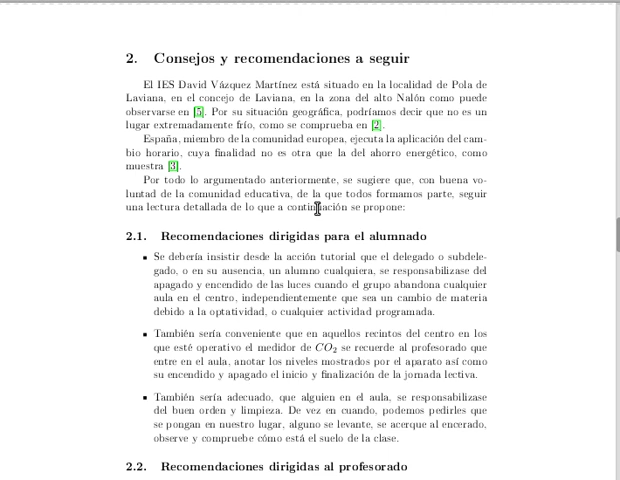 2. Consejos y recomendaciones a seguir
El IES David Vázquez Martínez está situado en la localidad de Pola de
Laviana, en el concejo de Laviana, en la zona del alto Nalón como puede
observarse en [5]. Por su situación geográfica, podríamos decir que no es un
lugar extremadamente frío, como se comprueba en [2].
España, miembro de la comunidad europea, ejecuta la aplicación del cam-
bio horario, cuya finalidad no es otra que la del ahorro energético, como
muestra [3].
Por todo lo argumentado anteriormente, se sugiere que, con buena vo-
luntad de la comunidad educativa, de la que todos formamos parte, seguir
una lectura detallada de lo que a continuación se propone:
2.1. Recomendaciones dirigidas para el alumnado
▪ Se debería insistir desde la acción tutorial que el delegado o subdele-
gado, o en su ausencia, un alumno cualquiera, se responsabilizase del
apagado y encendido de las luces cuando el grupo abandona cualquier
aula en el centro, independientemente que sea un cambio de materia
debido a la optatividad, o cualquier actividad programada.
▪ También sería conveniente que en aquellos recintos del centro en los
que esté operativo el medidor de CO₂ se recuerde al profesorado que
entre en el aula, anotar los niveles mostrados por el aparato así como
su encendido y apagado el inicio y finalización de la jornada lectiva.
▪ También sería adecuado, que alguien en el aula, se responsabilizase
del buen orden y limpieza. De vez en cuando, podemos pedirles que
se pongan en nuestro lugar, alguno se levante, se acerque al encerado,
observe y compruebe cómo está el suelo de la clase.
2.2. Recomendaciones dirigidas al profesorado